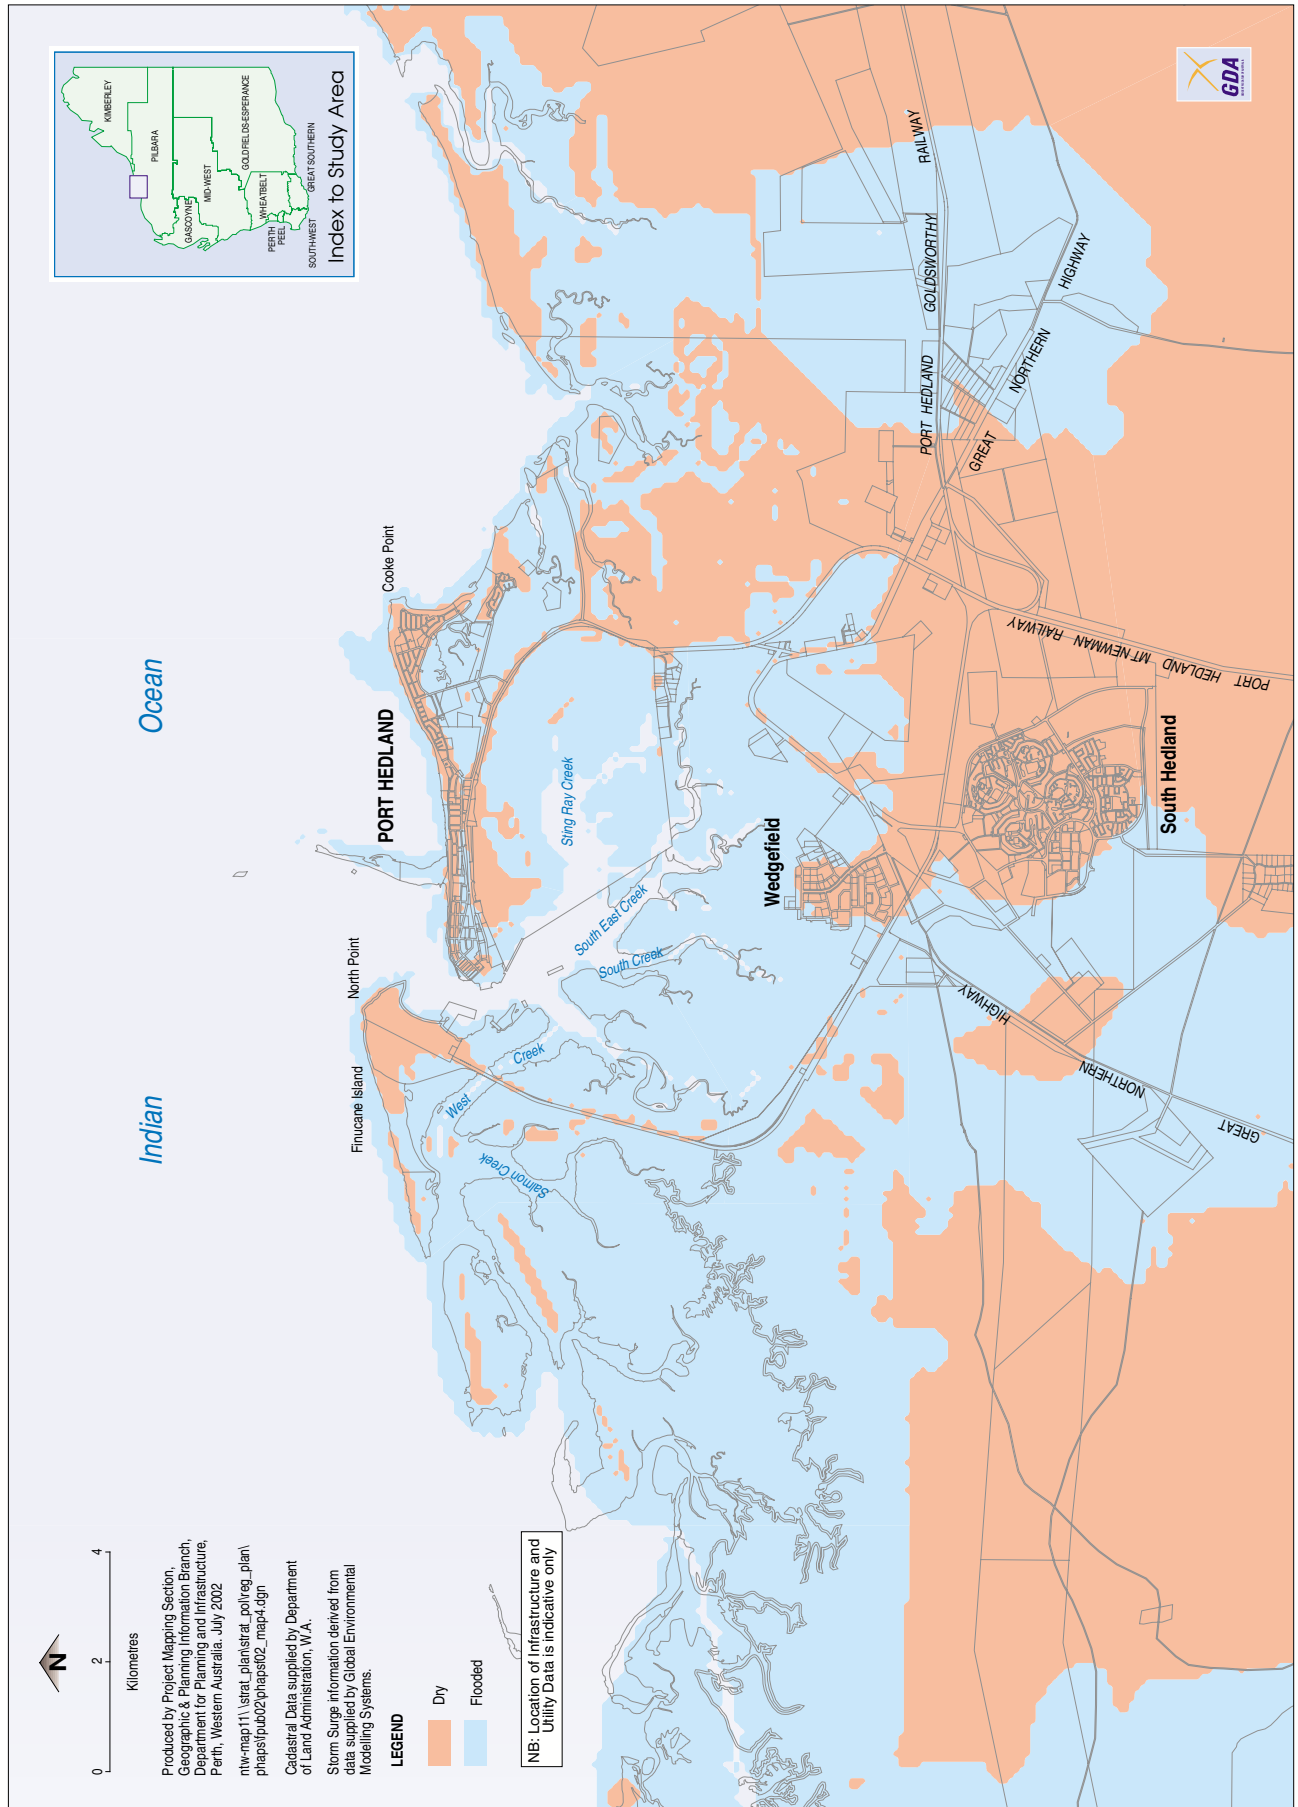 N
0
2
4
Kilometres
Produced by Project Mapping Section,
Geographic & Planning Information Branch,
Department for Planning and Infrastructure,
Perth, Western Australia. July 2002
ntw-map11\ \strat_plan\strat_pol\reg_plan\
phapsfpub02\phapsf02_map4.dgn
Cadastral Data supplied by Department
of Land Administration, W.A.
Storm Surge information derived from
data supplied by Global Environmental
Modelling Systems.
LEGEND
Dry
Flooded
NB: Location of Infrastructure and
Utility Data is indicative only
Indian
Ocean
Finucane Island
North Point
PORT HEDLAND
Cooke Point
West
Creek
Salmon Creek
South East Creek
South Creek
Sting Ray Creek
Wedgefield
South Hedland
GREAT
NORTHERN
HIGHWAY
PORT HEDLAND MT NEWMAN RAILWAY
PORT HEDLAND
GOLDSWORTHY
RAILWAY
GREAT
NORTHERN
HIGHWAY
KIMBERLEY
PILBARA
GASCOYNE
MID-WEST
GOLDFIELDS-ESPERANCE
WHEATBELT
PERTH
PEEL
SOUTH-WEST
GREAT SOUTHERN
Index to Study Area
GDA